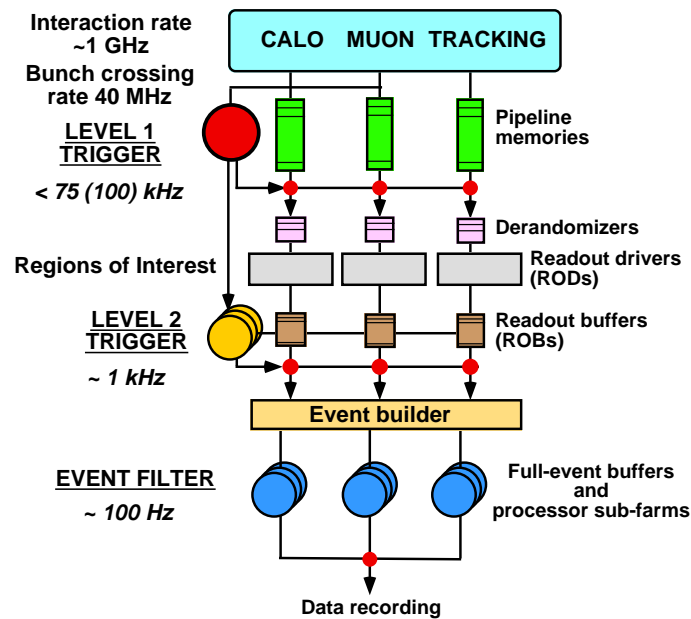 Interaction rate
~1 GHz
CALO MUON TRACKING
Bunch crossing
rate 40 MHz
LEVEL 1
TRIGGER
< 75 (100) kHz
Pipeline
memories
Derandomizers
Regions of Interest
Readout drivers
(RODs)
LEVEL 2
TRIGGER
~ 1 kHz
Readout buffers
(ROBs)
Event builder
EVENT FILTER
~ 100 Hz
Full-event buffers
and
processor sub-farms
Data recording